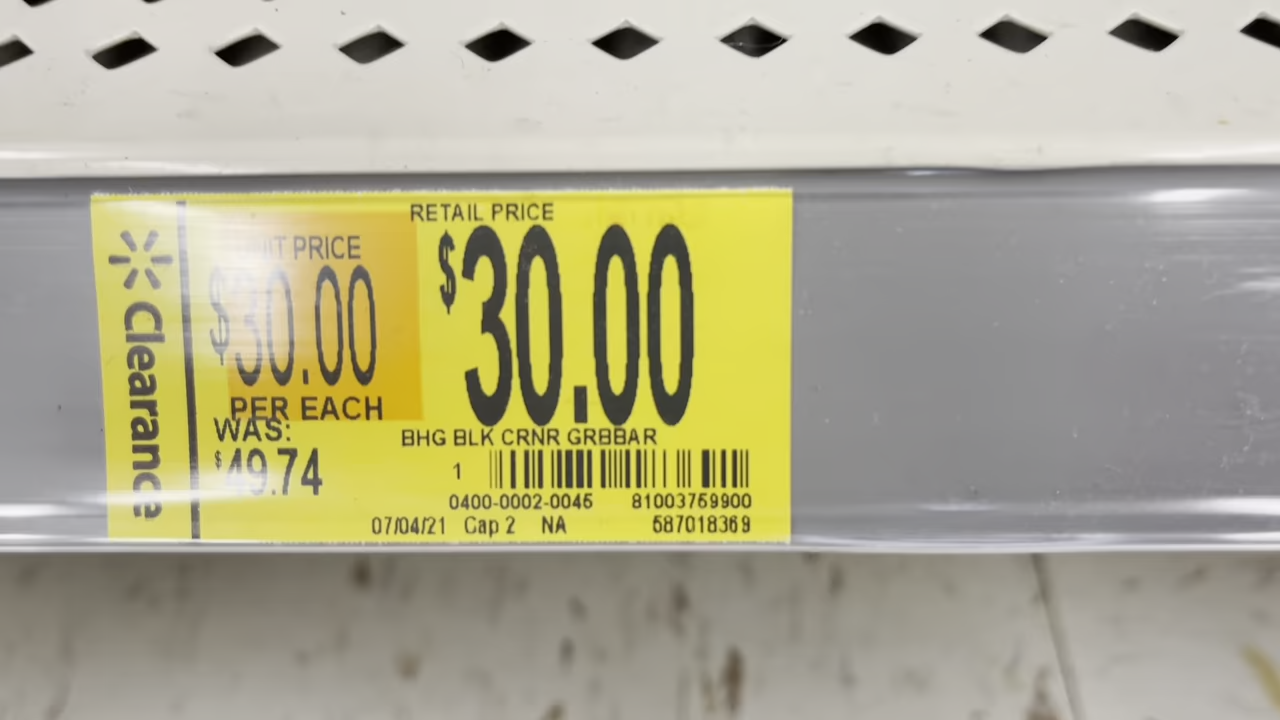 Clearance
UNIT PRICE
$30.00
PER EACH
WAS:
$49.74
RETAIL PRICE
$30.00
BHG BLK CRNR GRBBAR
1
0400-0002-0045 81003759900
07/04/21 Cap 2 NA 587018369